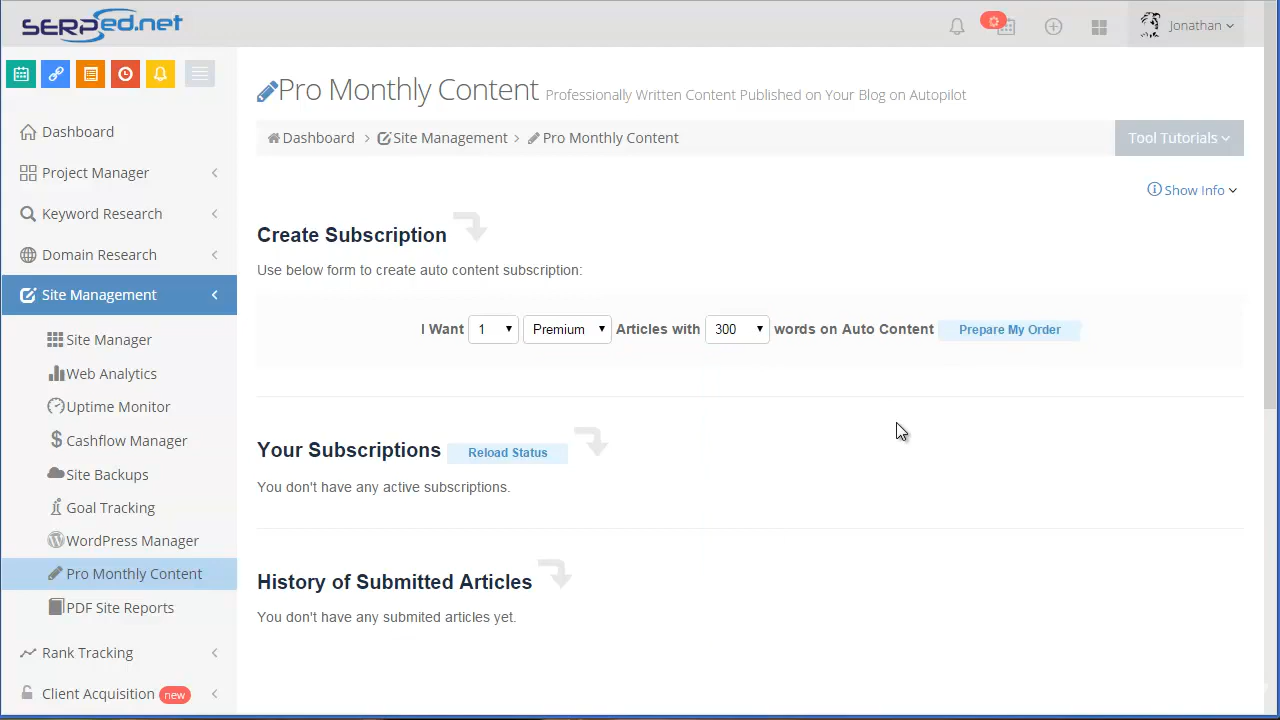 SERPed.net
Jonathan
Dashboard
Project Manager
Keyword Research
Domain Research
Site Management
Site Manager
Web Analytics
Uptime Monitor
Cashflow Manager
Site Backups
Goal Tracking
WordPress Manager
Pro Monthly Content
PDF Site Reports
Rank Tracking
Client Acquisition new
Pro Monthly Content Professionally Written Content Published on Your Blog on Autopilot
Dashboard > Site Management > Pro Monthly Content
Tool Tutorials
Show Info
Create Subscription
Use below form to create auto content subscription:
I Want 1 Premium Articles with 300 words on Auto Content Prepare My Order
Your Subscriptions Reload Status
You don't have any active subscriptions.
History of Submitted Articles
You don't have any submited articles yet.